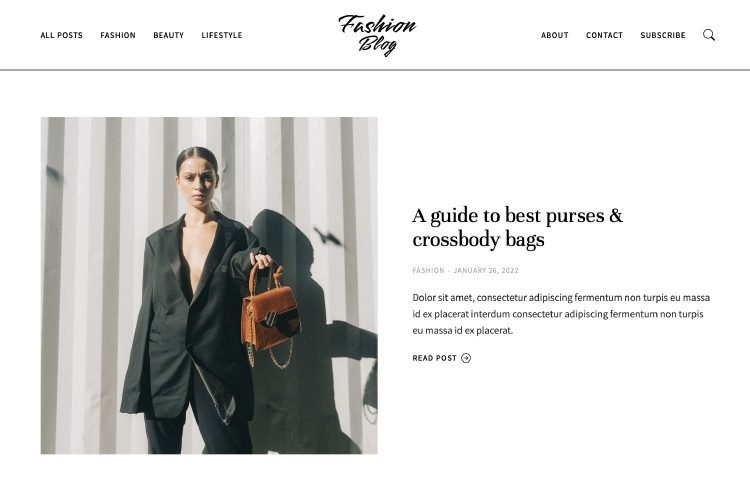 ALL POSTS FASHION BEAUTY LIFESTYLE
Fashion
Blog
ABOUT CONTACT SUBSCRIBE
A guide to best purses &
crossbody bags
FASHION - JANUARY 26, 2022
Dolor sit amet, consectetur adipiscing fermentum non turpis eu massa
id ex placerat interdum consectetur adipiscing fermentum non turpis
eu massa id ex placerat.
READ POST